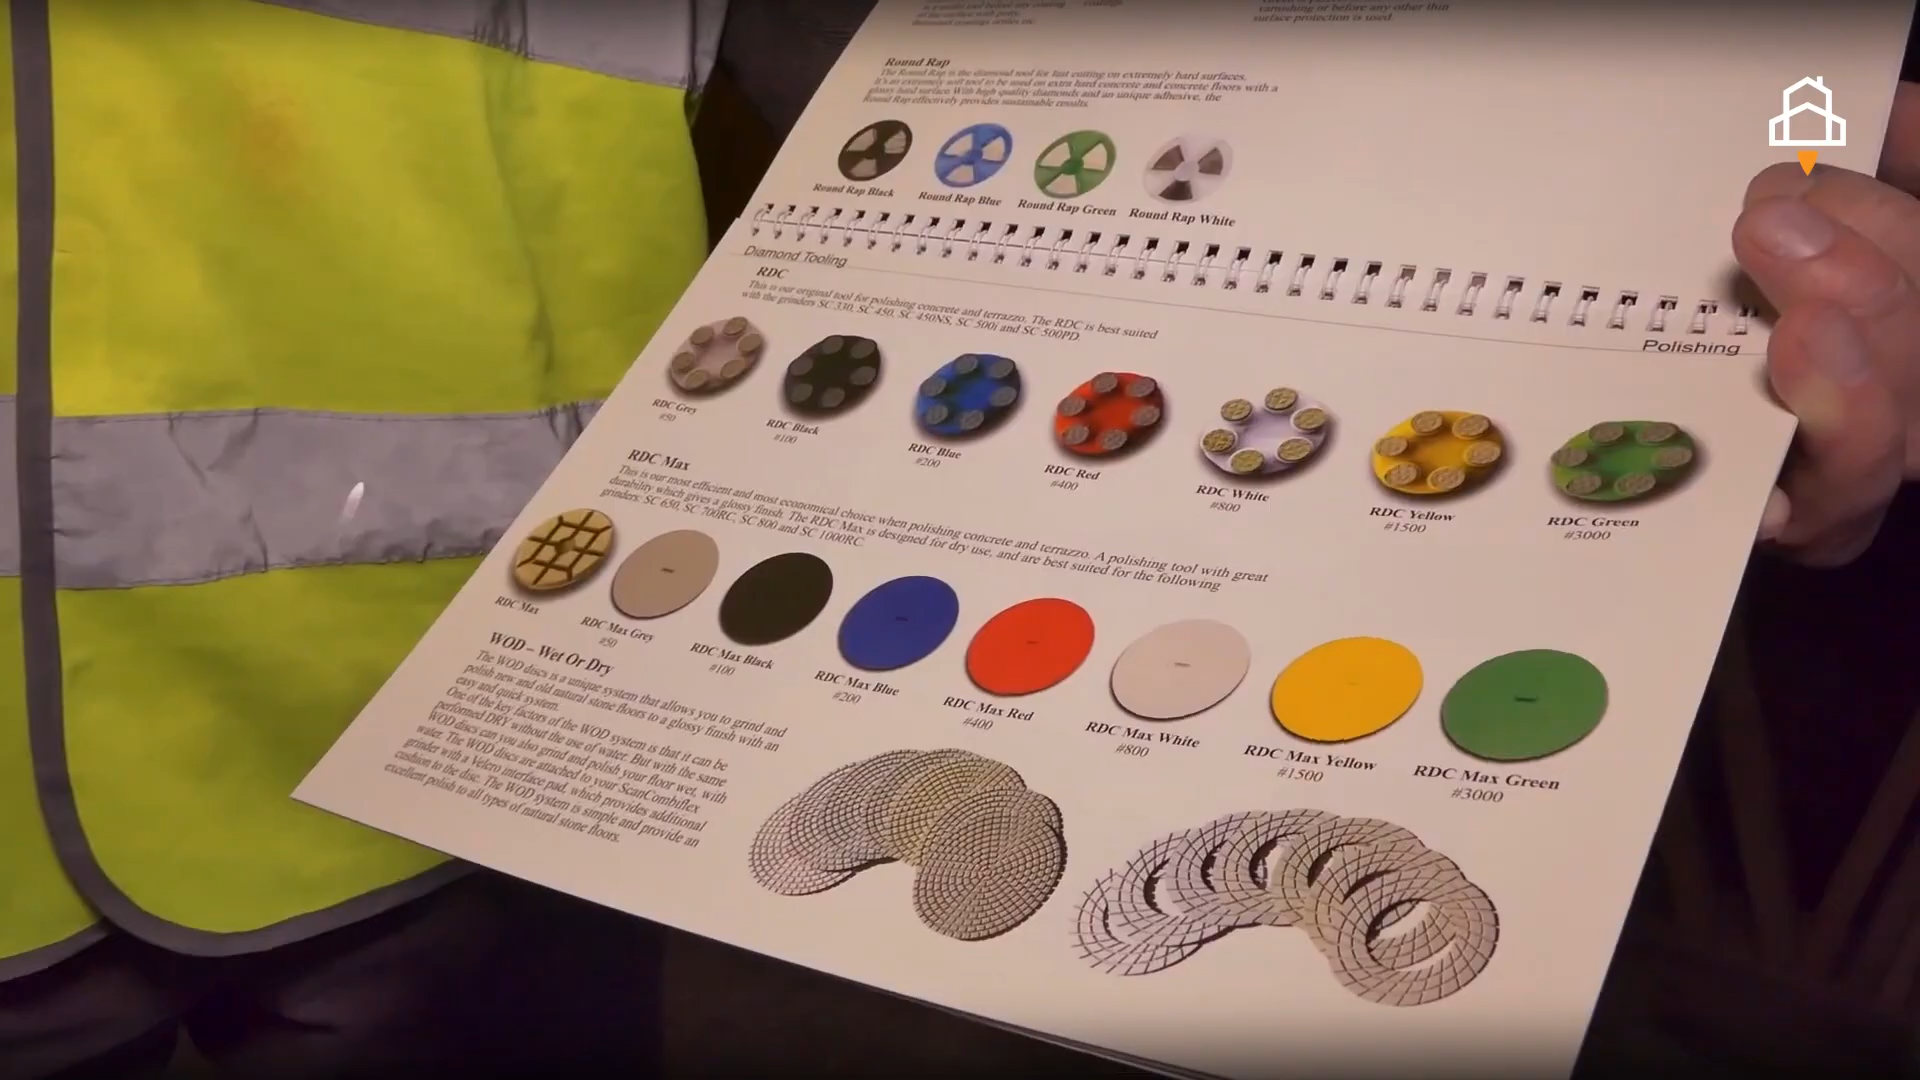 varnishing or before any other thin
surface protection is used.
Round Rap
The Round Rap is the diamond tool for fast cutting on extremely hard surfaces.
It's an extremely soft tool to be used on extra hard concrete and concrete floors with a
glossy hard surface. With high quality diamonds and an unique adhesive, the
Round Rap effectively provides sustainable results.
Round Rap Black
Round Rap Blue
Round Rap Green
Round Rap White
Diamond Tooling
Polishing
RDC
This is our original tool for polishing concrete and terrazzo. The RDC is best suited
with the grinders SC 330, SC 450, SC 450NS, SC 500i and SC 500PD.
RDC Grey
#50
RDC Black
#100
RDC Blue
#200
RDC Red
#400
RDC White
#800
RDC Yellow
#1500
RDC Green
#3000
RDC Max
This is our most efficient and most economical choice when polishing concrete and terrazzo. A polishing tool with great
durability which gives a glossy finish. The RDC Max is designed for dry use, and are best suited for the following
grinders: SC 650, SC 700RC, SC 800 and SC 1000RC.
RDC Max
RDC Max Grey
#50
RDC Max Black
#100
RDC Max Blue
#200
RDC Max Red
#400
RDC Max White
#800
RDC Max Yellow
#1500
RDC Max Green
#3000
WOD – Wet Or Dry
The WOD discs is a unique system that allows you to grind and
polish new and old natural stone floors to a glossy finish with an
easy and quick system.
One of the key factors of the WOD system is that it can be
performed DRY without the use of water. But with the same
WOD discs can you also grind and polish your floor wet, with
water. The WOD discs are attached to your ScanCombiflex
grinder with a Velcro interface pad, which provides additional
cushion to the disc. The WOD system is simple and provide an
excellent polish to all types of natural stone floors.